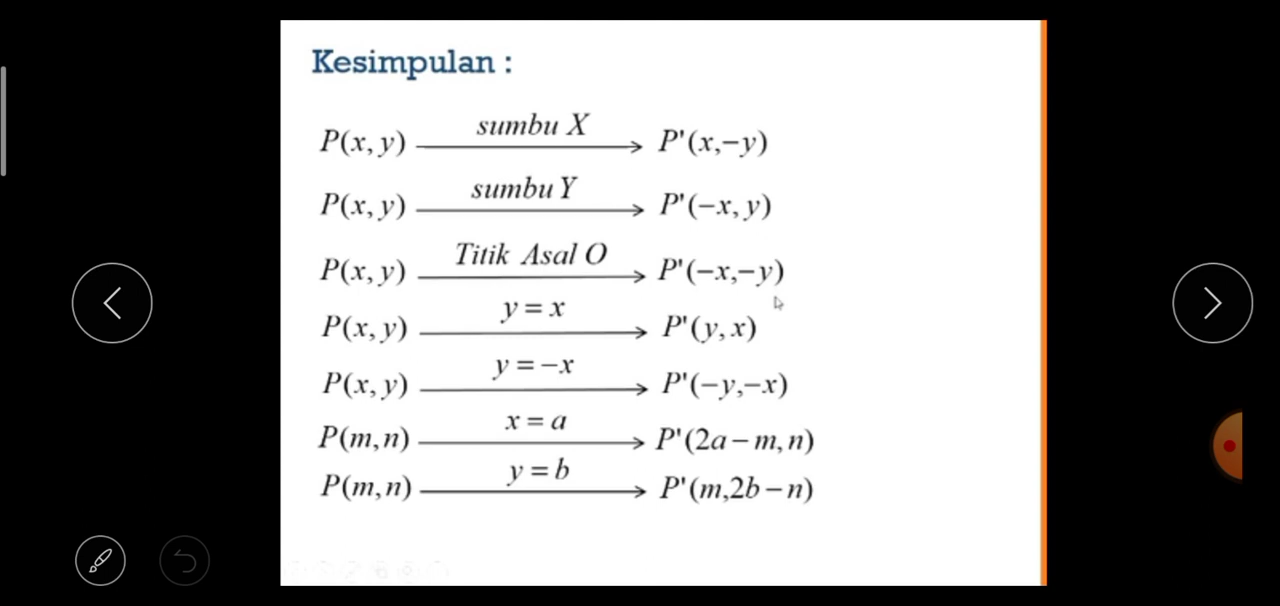 Kesimpulan :
P(x, y) sumbu X P'(x,−y)
P(x, y) sumbu Y P'(−x, y)
P(x, y) Titik Asal O P'(−x,−y)
P(x, y) y = x P'(y, x)
P(x, y) y = −x P'(−y,−x)
P(m,n) x = a P'(2a − m, n)
P(m,n) y = b P'(m,2b − n)